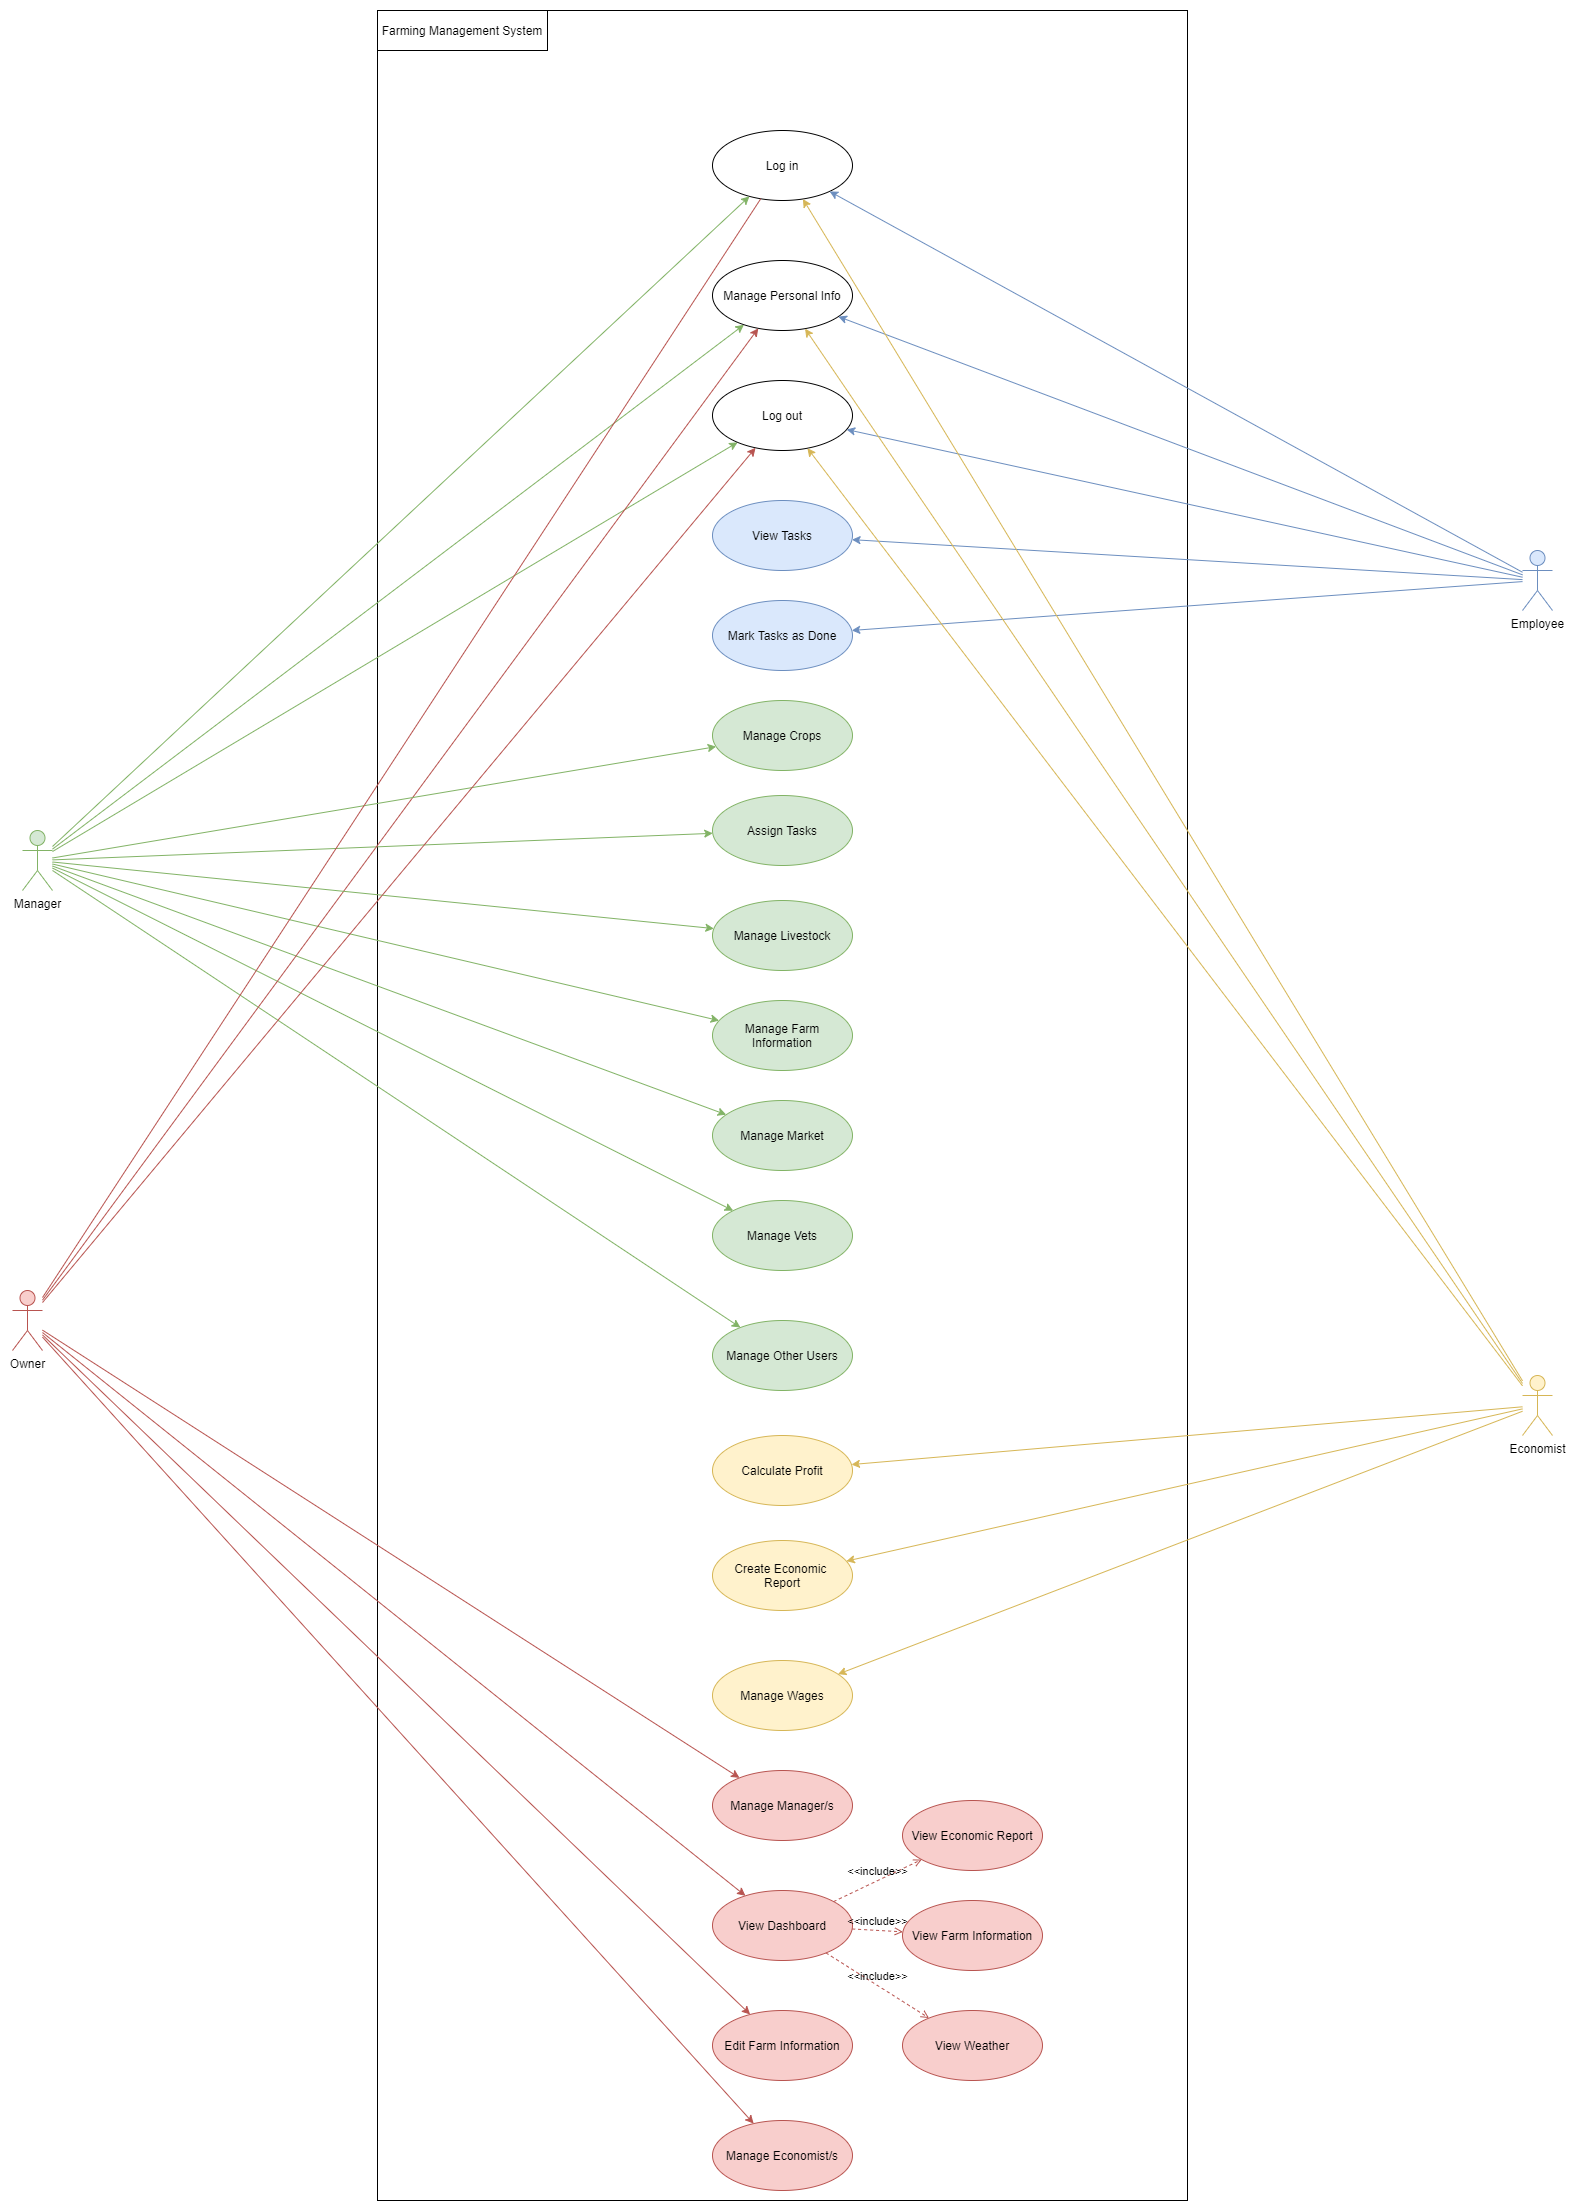 Farming Management System
Log in
Manage Personal Info
Log out
View Tasks
Employee
Mark Tasks as Done
Manage Crops
Assign Tasks
Manager
Manage Livestock
Manage Farm
Information
Manage Market
Manage Vets
Owner
Manage Other Users
Economist
Calculate Profit
Create Economic
Report
Manage Wages
Manage Manager/s
View Economic Report
<<include>>
View Dashboard
<<include>>
View Farm Information
<<include>>
Edit Farm Information
View Weather
Manage Economist/s